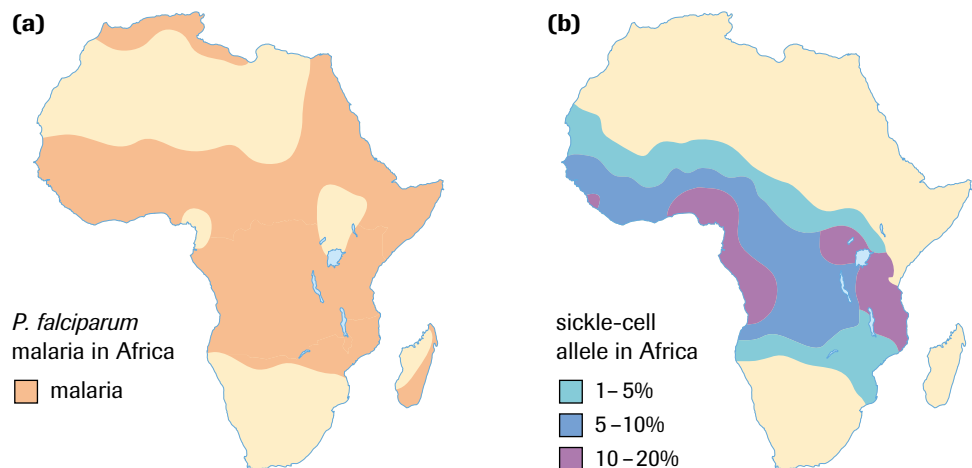 (a)
P. falciparum
malaria in Africa
malaria
(b)
sickle-cell
allele in Africa
1–5%
5–10%
10–20%